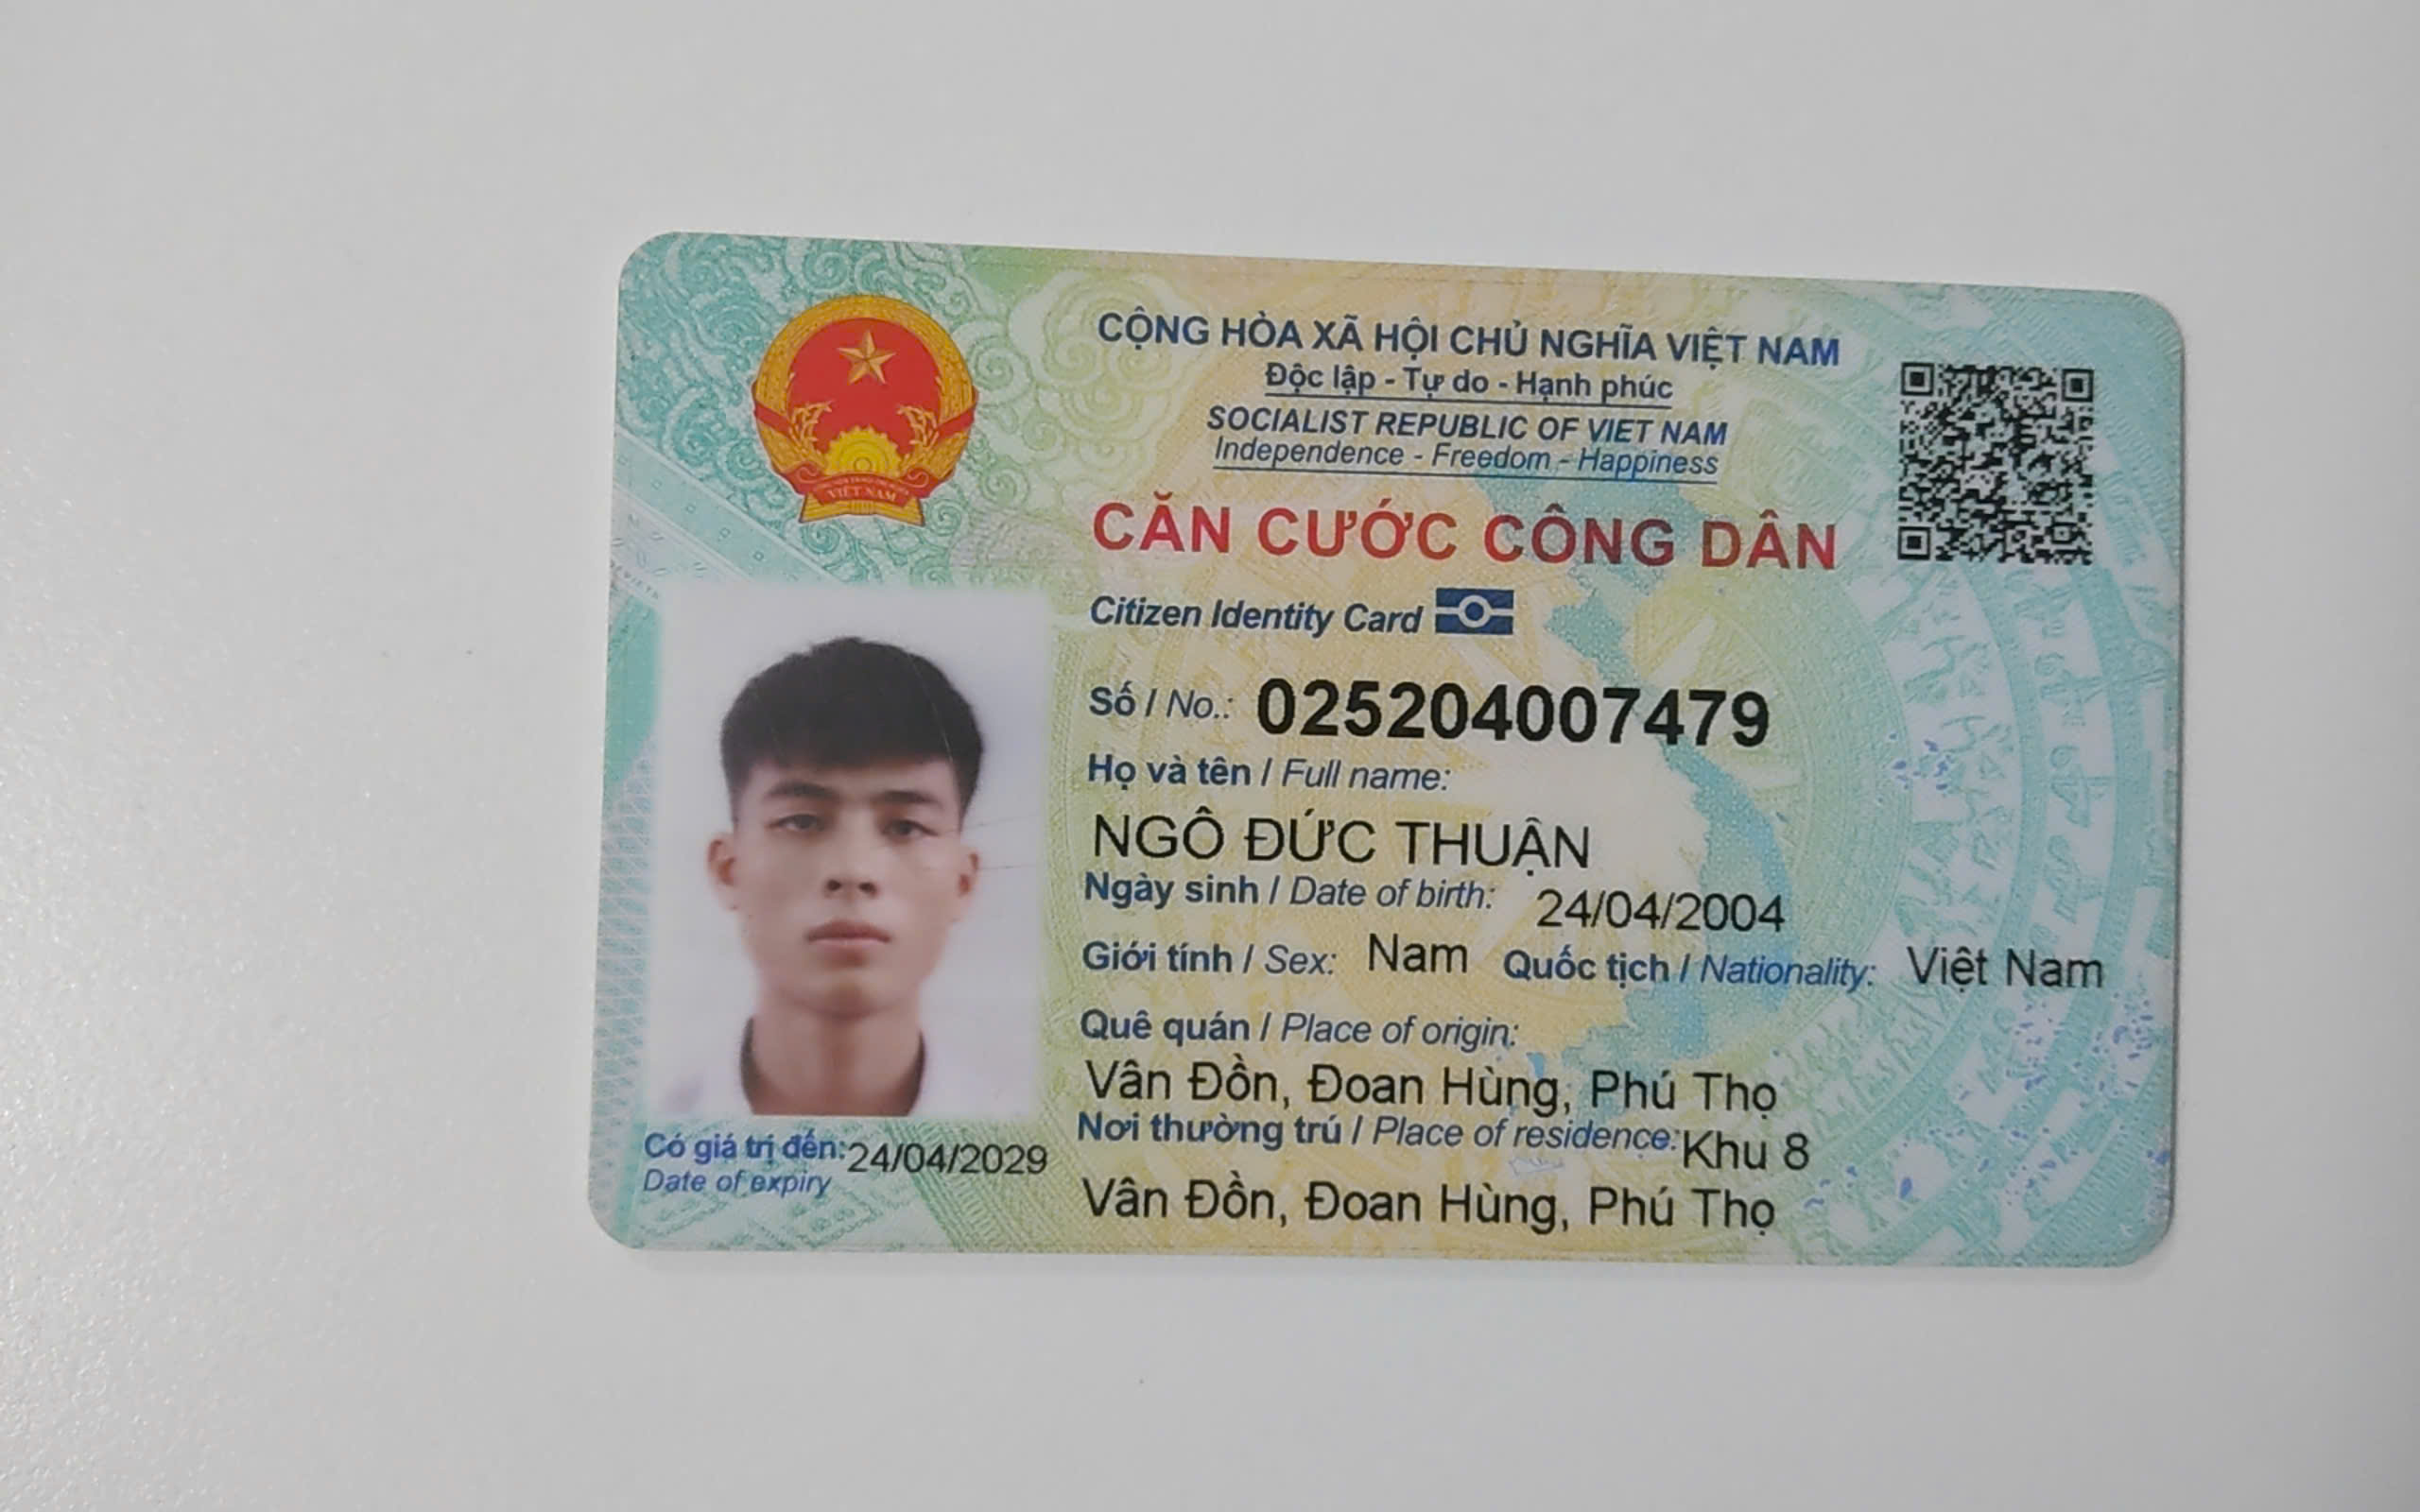 CỘNG HÒA XÃ HỘI CHỦ NGHĨA VIỆT NAM
Độc lập - Tự do - Hạnh phúc
SOCIALIST REPUBLIC OF VIET NAM
Independence - Freedom - Happiness
CĂN CƯỚC CÔNG DÂN
Citizen Identity Card
Số / No.: 025204007479
Họ và tên / Full name:
NGÔ ĐỨC THUẬN
Ngày sinh / Date of birth: 24/04/2004
Giới tính / Sex: Nam Quốc tịch / Nationality: Việt Nam
Quê quán / Place of origin:
Vân Đồn, Đoan Hùng, Phú Thọ
Nơi thường trú / Place of residence: Khu 8
Vân Đồn, Đoan Hùng, Phú Thọ
Có giá trị đến: 24/04/2029
Date of expiry
VIỆT NAM